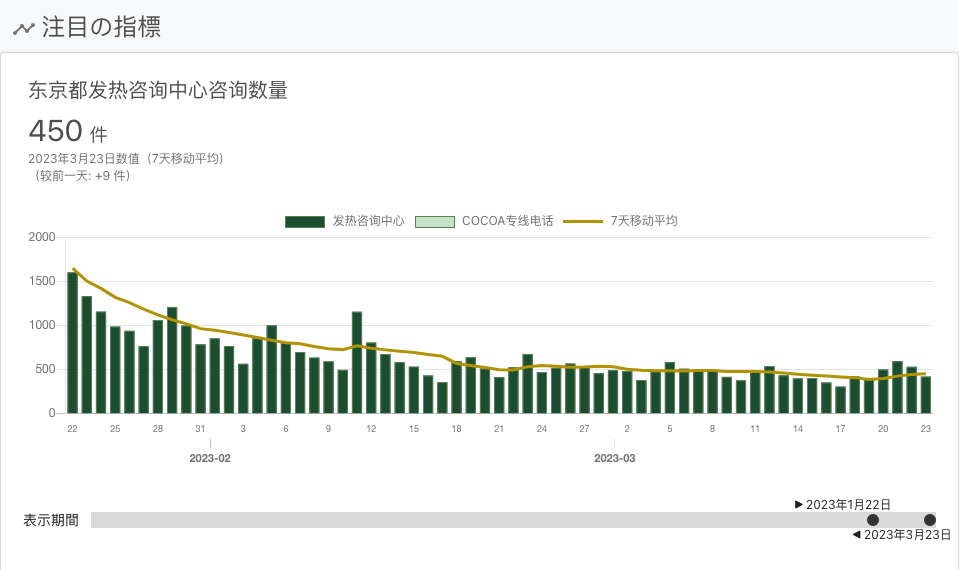 注目の指標
东京都发热咨询中心咨询数量
450 件
2023年3月23日数值（7天移动平均）
（较前一天: +9 件）
发热咨询中心 COCOA专线电话 7天移动平均
2000
1500
1000
500
0
22 25 28 31 3 6 9 12 15 18 21 24 27 2 5 8 11 14 17 20 23
2023-02 2023-03
▶ 2023年1月22日
表示期間
◀ 2023年3月23日